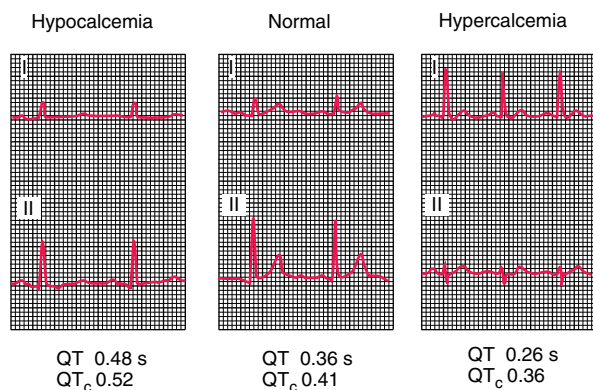 Hypocalcemia
Normal
Hypercalcemia
I
I
I
II
II
II
QT 0.48 s
QTc 0.52
QT 0.36 s
QTc 0.41
QT 0.26 s
QTc 0.36